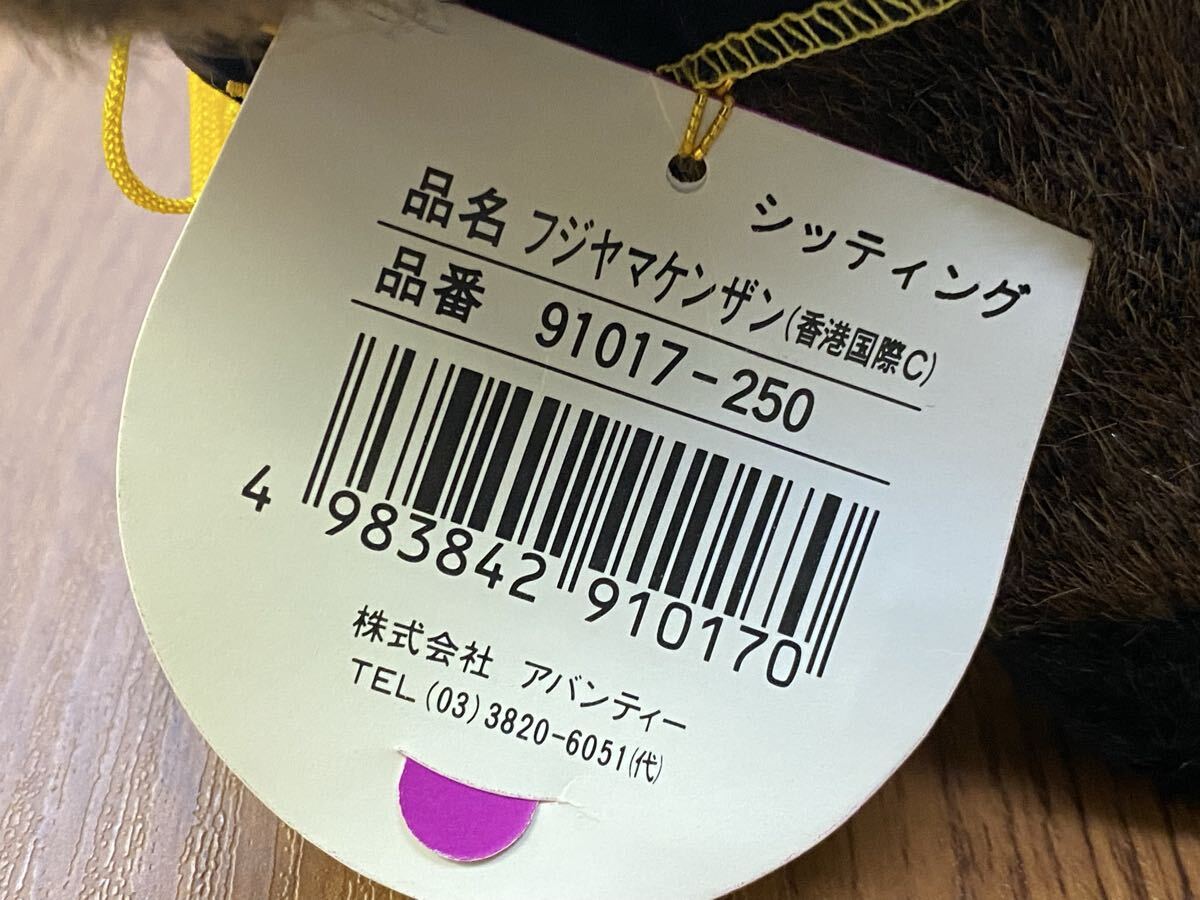 シッティング
品名 フジヤマケンザン(香港国際C)
品番 91017-250
4 983842 910170
株式会社 アバンティー
TEL(03)3820-6051(代)